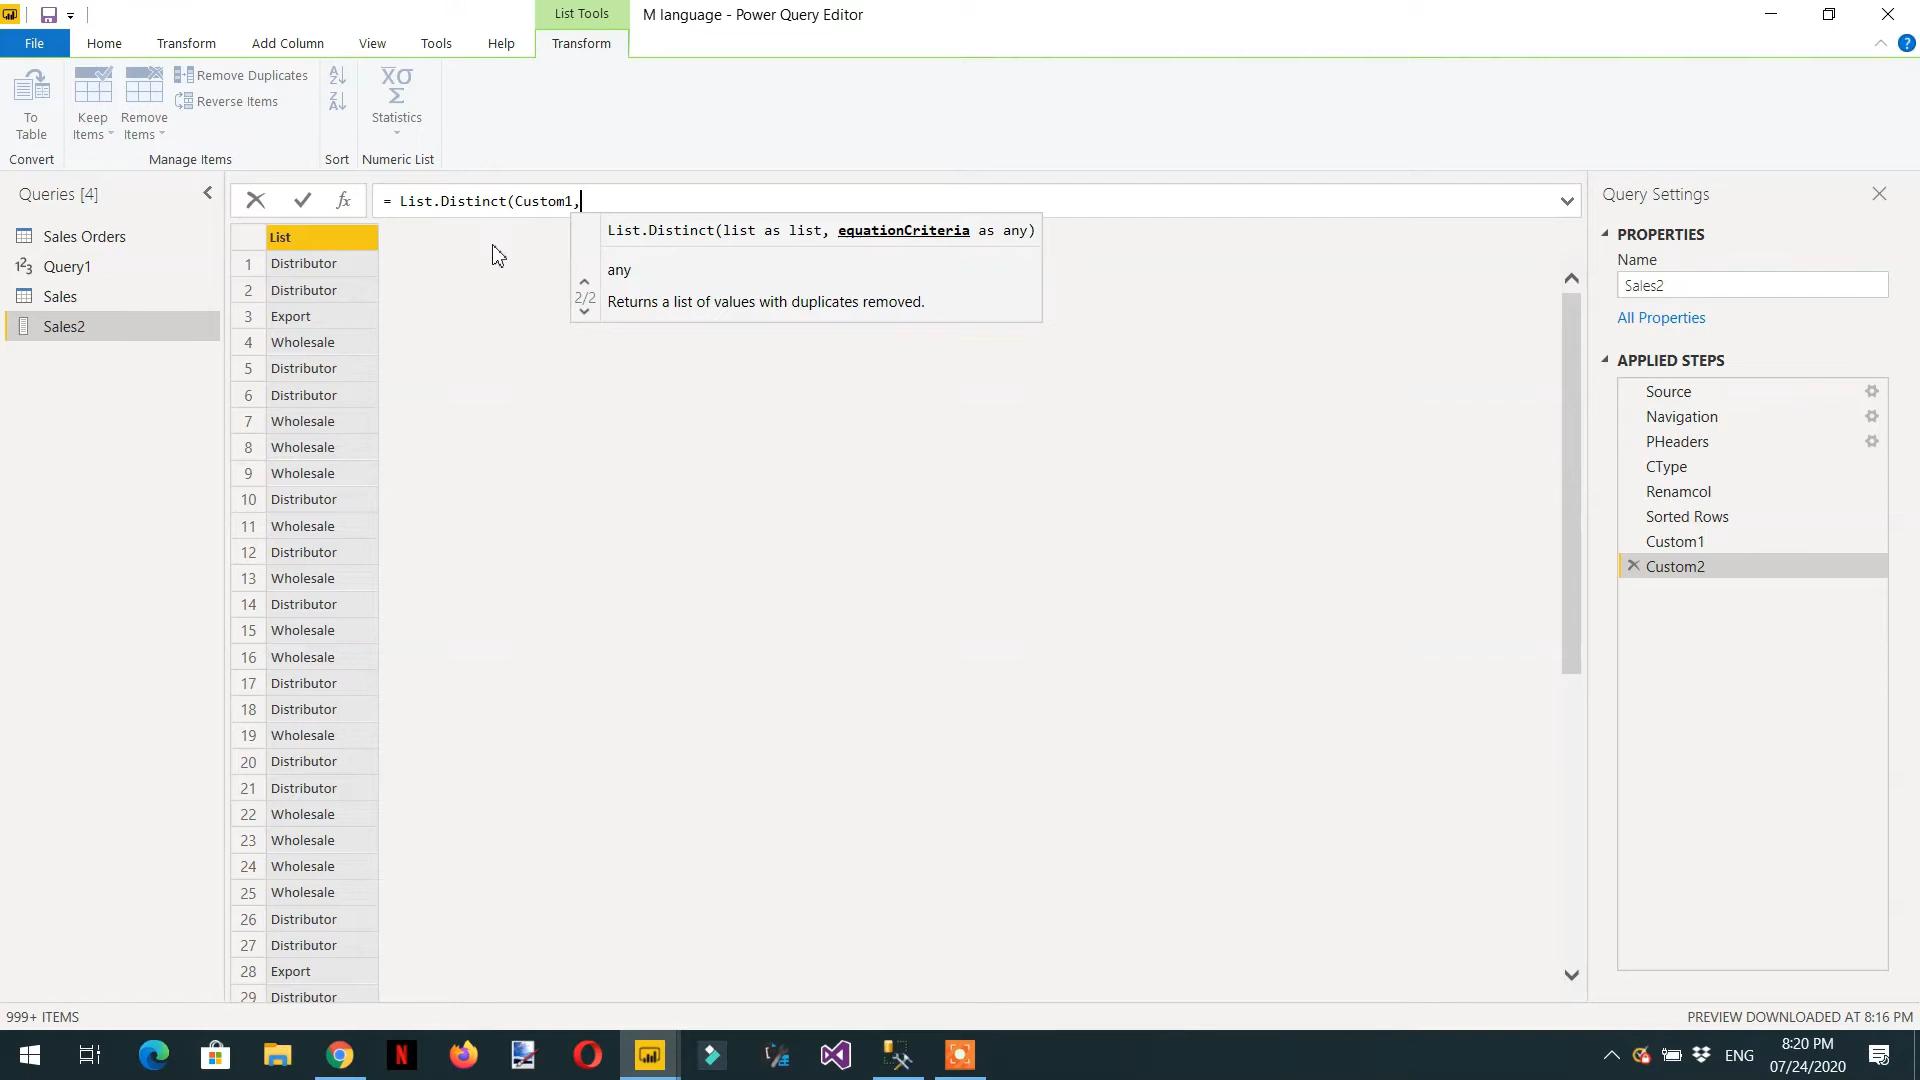 List Tools
M language - Power Query Editor
File
Home
Transform
Add Column
View
Tools
Help
Transform
To Table
Keep Items
Remove Items
Remove Duplicates
Reverse Items
Statistics
Convert
Manage Items
Sort
Numeric List
Queries [4]
Sales Orders
Query1
Sales
Sales2
fx
= List.Distinct(Custom1,
List.Distinct(list as list, equationCriteria as any)
any
2/2
Returns a list of values with duplicates removed.
List
1 Distributor
2 Distributor
3 Export
4 Wholesale
5 Distributor
6 Distributor
7 Wholesale
8 Wholesale
9 Wholesale
10 Distributor
11 Wholesale
12 Distributor
13 Wholesale
14 Distributor
15 Wholesale
16 Wholesale
17 Distributor
18 Distributor
19 Wholesale
20 Distributor
21 Distributor
22 Wholesale
23 Wholesale
24 Wholesale
25 Wholesale
26 Distributor
27 Distributor
28 Export
29 Distributor
Query Settings
PROPERTIES
Name
Sales2
All Properties
APPLIED STEPS
Source
Navigation
PHeaders
CType
Renamcol
Sorted Rows
Custom1
Custom2
999+ ITEMS
PREVIEW DOWNLOADED AT 8:16 PM
ENG
8:20 PM
07/24/2020